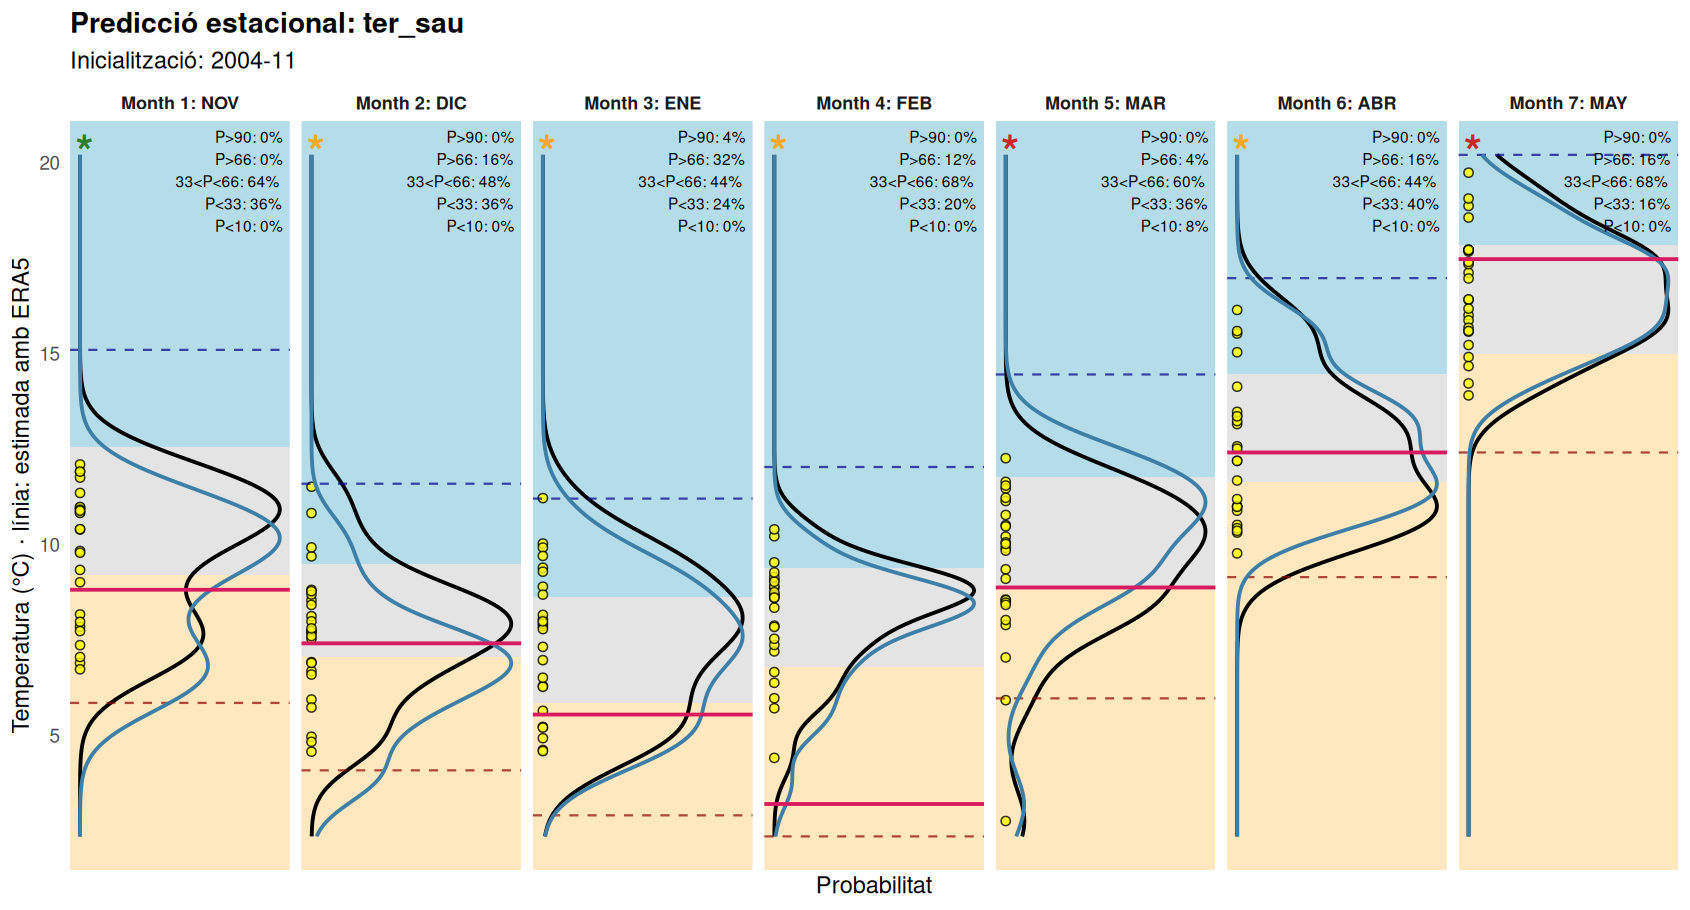 Predicció estacional: ter_sau
Inicialització: 2004-11
Month 1: NOV
Month 2: DIC
Month 3: ENE
Month 4: FEB
Month 5: MAR
Month 6: ABR
Month 7: MAY
*
P>90: 0%
P>66: 0%
33<P<66: 64%
P<33: 36%
P<10: 0%
*
P>90: 0%
P>66: 16%
33<P<66: 48%
P<33: 36%
P<10: 0%
*
P>90: 4%
P>66: 32%
33<P<66: 44%
P<33: 24%
P<10: 0%
*
P>90: 0%
P>66: 12%
33<P<66: 68%
P<33: 20%
P<10: 0%
*
P>90: 0%
P>66: 4%
33<P<66: 60%
P<33: 36%
P<10: 8%
*
P>90: 0%
P>66: 16%
33<P<66: 44%
P<33: 40%
P<10: 0%
*
P>90: 0%
P>66: 16%
33<P<66: 68%
P<33: 16%
P<10: 0%
20
15
10
5
Temperatura (°C) · línia: estimada amb ERA5
Probabilitat